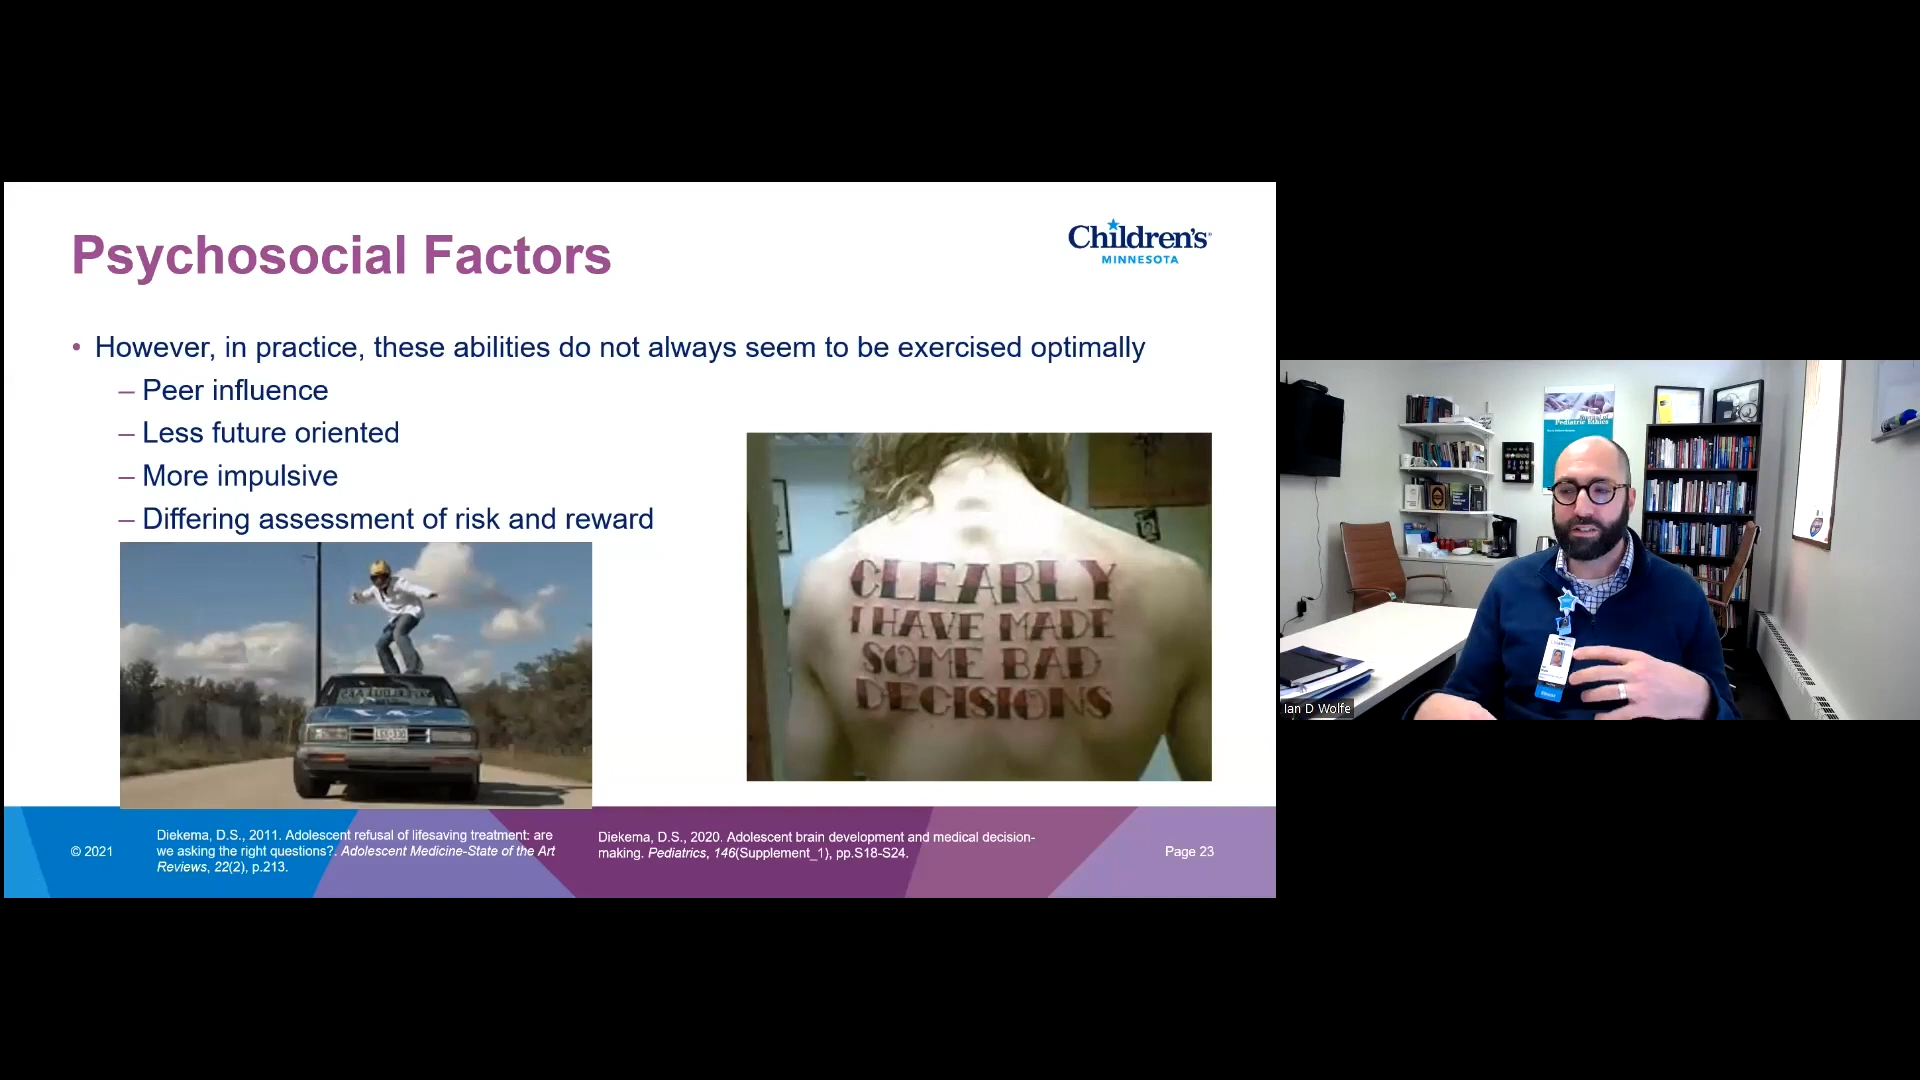 Psychosocial Factors
Children's
MINNESOTA
• However, in practice, these abilities do not always seem to be exercised optimally
– Peer influence
– Less future oriented
– More impulsive
– Differing assessment of risk and reward
CLEARLY
I HAVE MADE
SOME BAD
DECISIONS
© 2021
Diekema, D.S., 2011. Adolescent refusal of lifesaving treatment: are
we asking the right questions?. Adolescent Medicine-State of the Art
Reviews, 22(2), p.213.
Diekema, D.S., 2020. Adolescent brain development and medical decision-
making. Pediatrics, 146(Supplement_1), pp.S18-S24.
Page 23
Pediatric Ethics
Ian D Wolfe